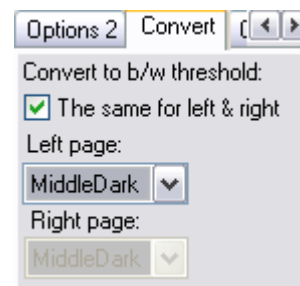 Options 2 Convert
Convert to b/w threshold:
The same for left & right
Left page:
MiddleDark
Right page:
MiddleDark